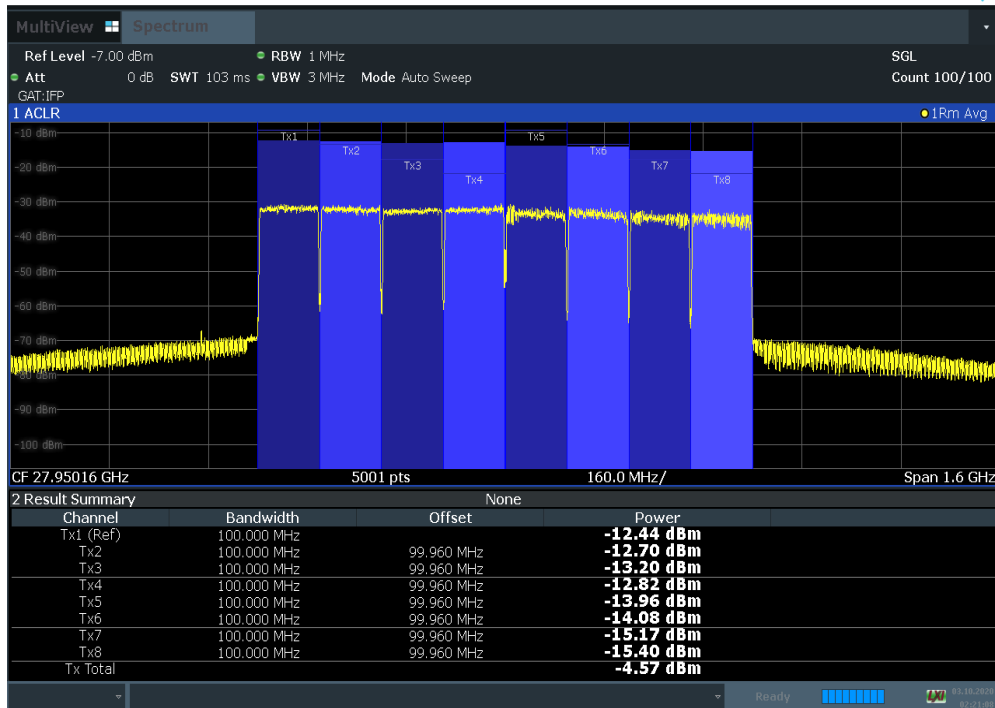 MultiView Spectrum
Ref Level -7.00 dBm RBW 1 MHz SGL
Att 0 dB SWT 103 ms VBW 3 MHz Mode Auto Sweep Count 100/100
GAT:IFP
1 ACLR 1Rm Avg
-10 dBm
Tx1 Tx5
Tx2 Tx6
-20 dBm Tx3 Tx7
Tx4 Tx8
-30 dBm
-40 dBm
-50 dBm
-60 dBm
-70 dBm
-90 dBm
-100 dBm
CF 27.95016 GHz 5001 pts 160.0 MHz/ Span 1.6 GHz
2 Result Summary None
Channel Bandwidth Offset Power
Tx1 (Ref) 100.000 MHz -12.44 dBm
Tx2 100.000 MHz 99.960 MHz -12.70 dBm
Tx3 100.000 MHz 99.960 MHz -13.20 dBm
Tx4 100.000 MHz 99.960 MHz -12.82 dBm
Tx5 100.000 MHz 99.960 MHz -13.96 dBm
Tx6 100.000 MHz 99.960 MHz -14.08 dBm
Tx7 100.000 MHz 99.960 MHz -15.17 dBm
Tx8 100.000 MHz 99.960 MHz -15.40 dBm
Tx Total -4.57 dBm
Ready 03.10.2020
02:21:08